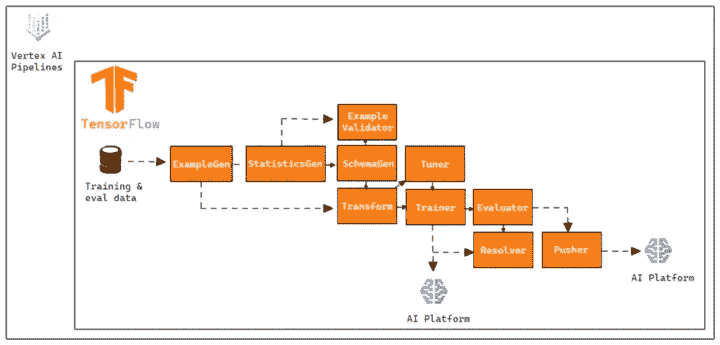 Vertex AI
Pipelines
TensorFlow
Training &
eval data
ExampleGen
StatisticsGen
Example
Validator
SchemaGen
Transform
Tuner
Trainer
Evaluator
Resolver
Pusher
AI Platform
AI Platform